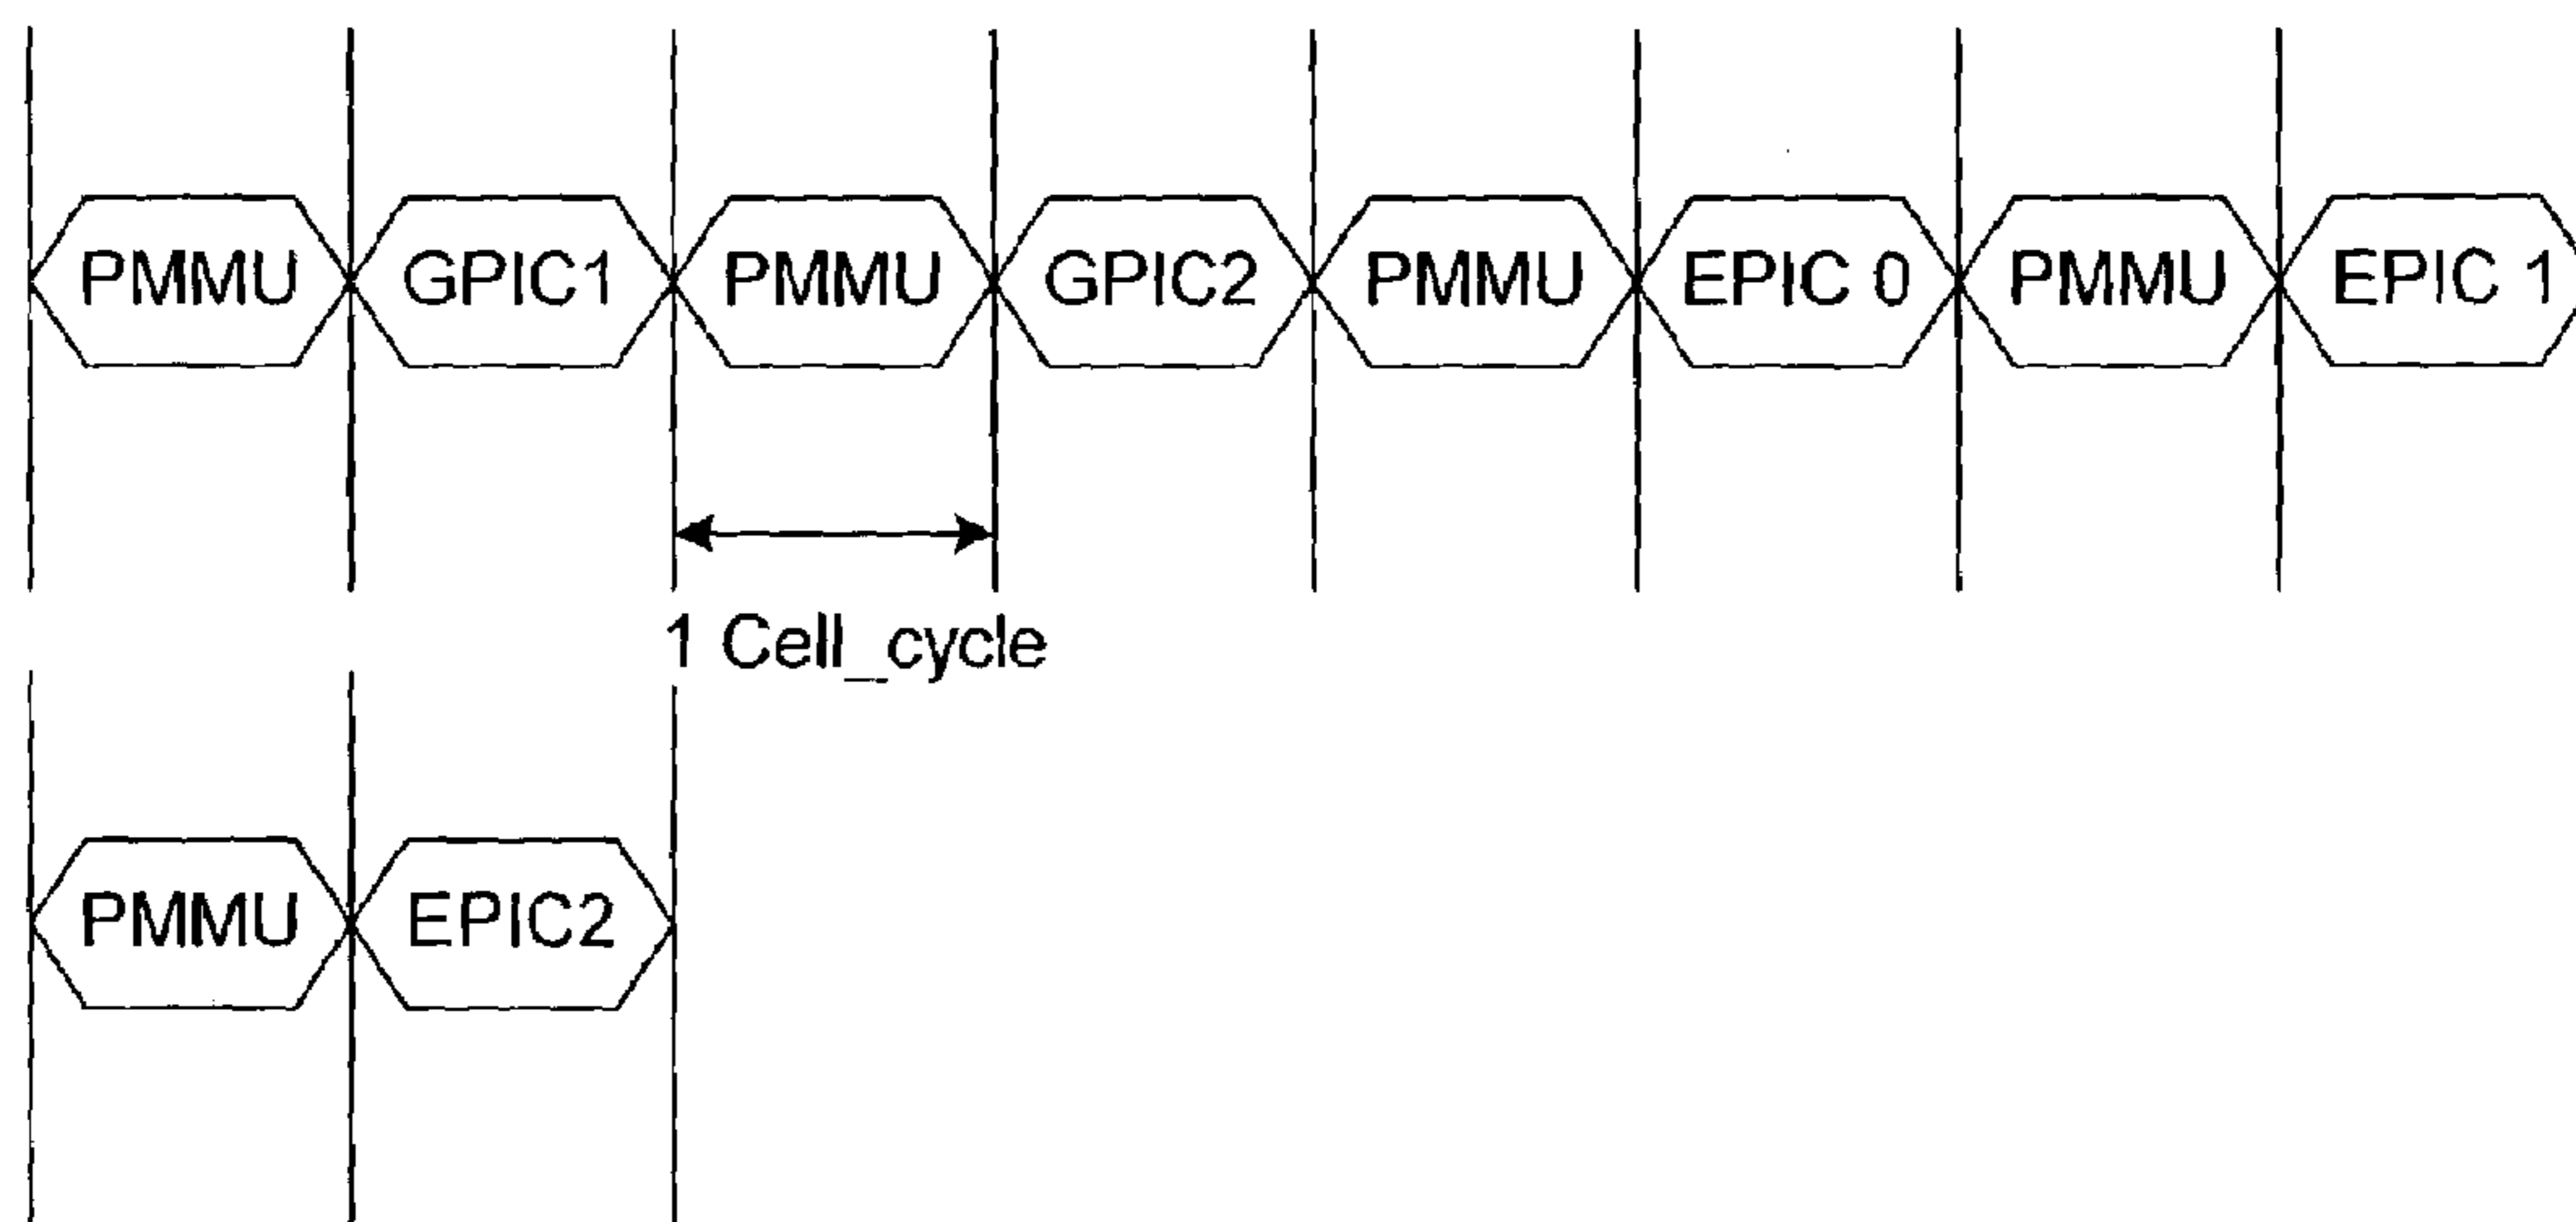 PMMU GPIC1 PMMU GPIC2 PMMU EPIC 0 PMMU EPIC 1
1 Cell_cycle
PMMU EPIC2